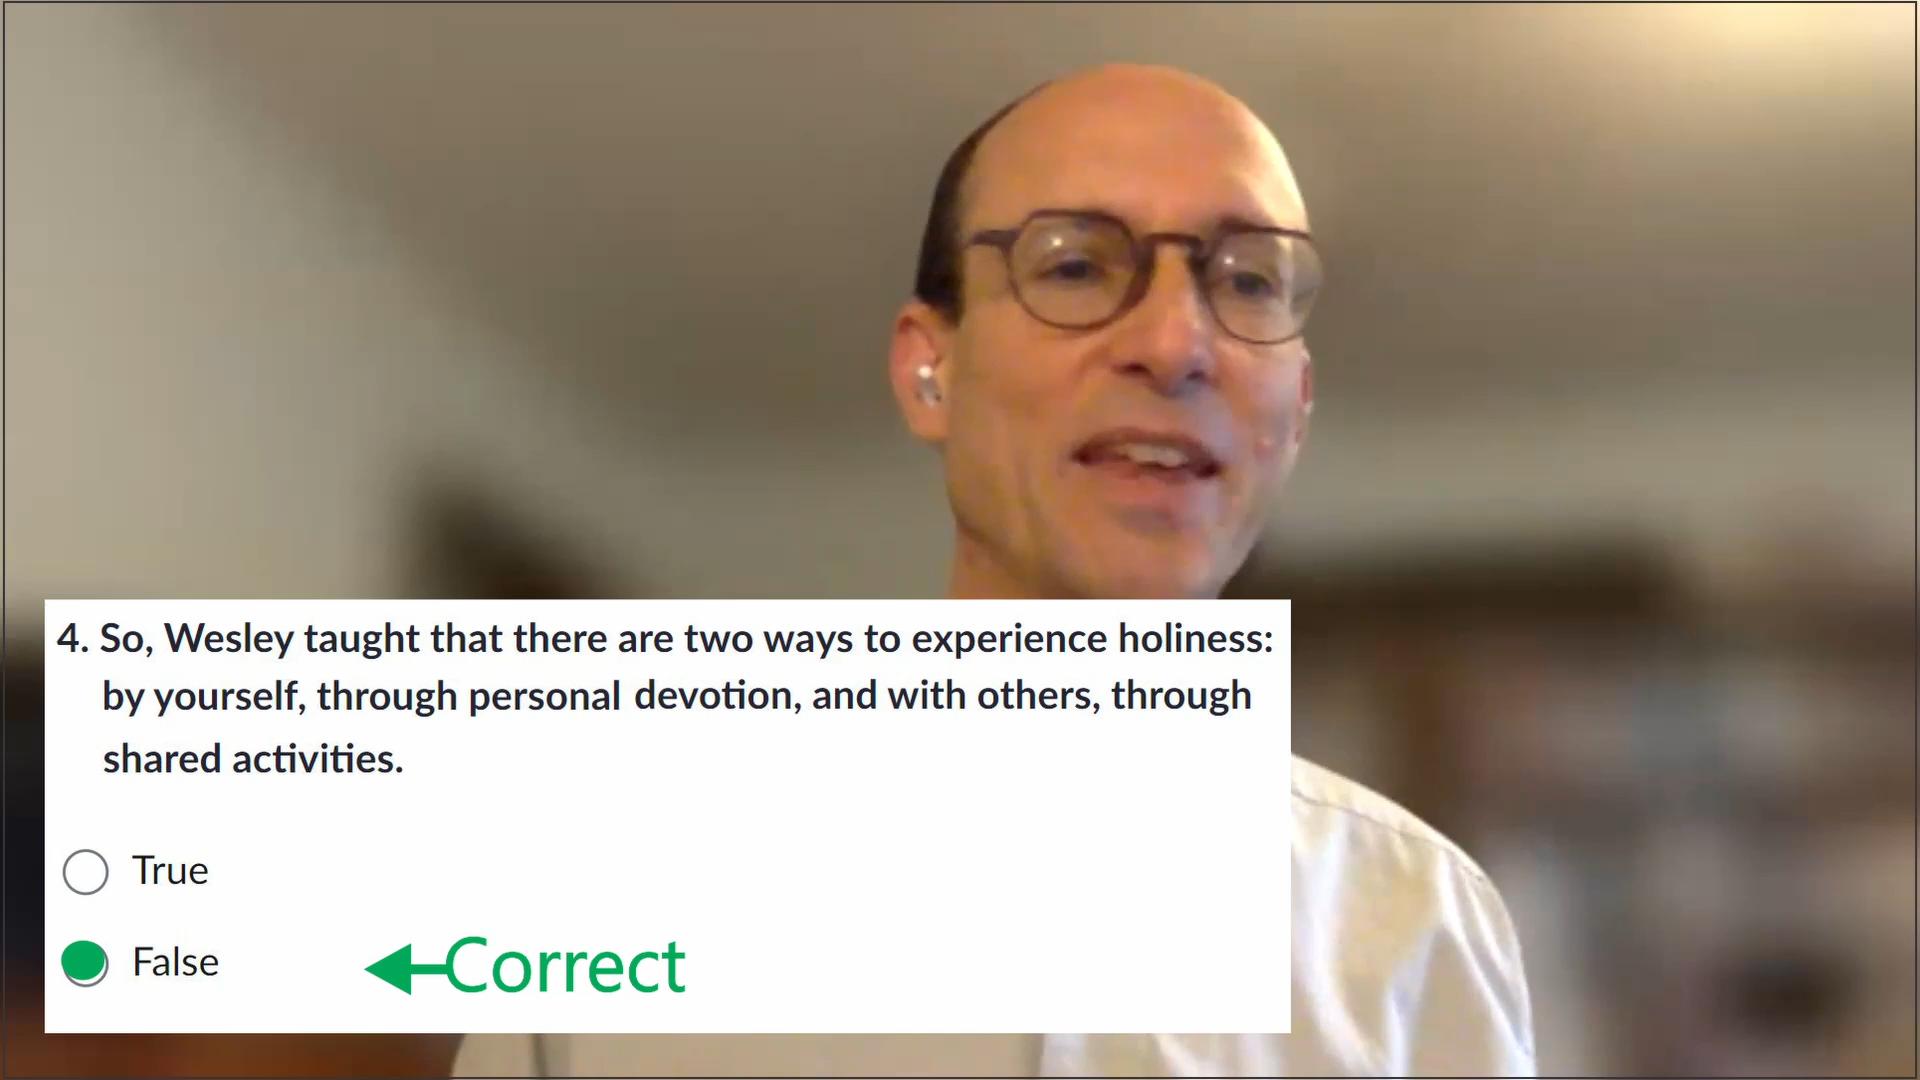 4. So, Wesley taught that there are two ways to experience holiness:
by yourself, through personal devotion, and with others, through
shared activities.
True
False
Correct